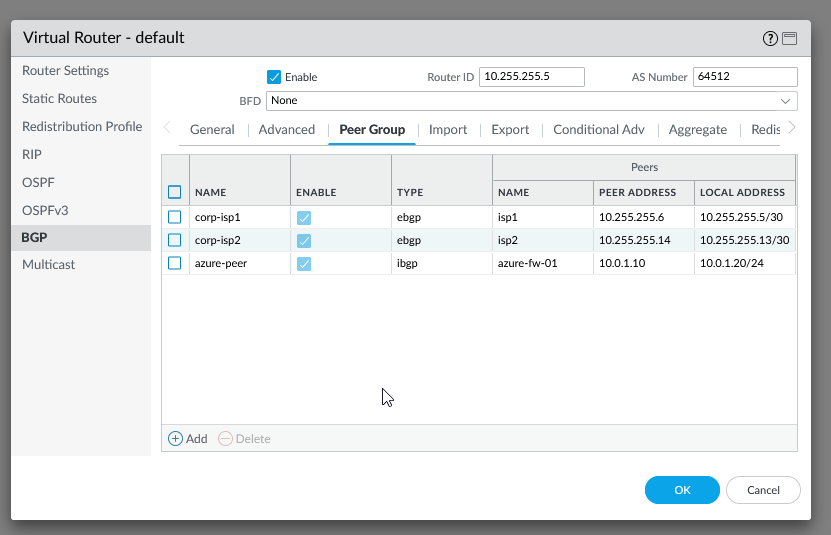 Virtual Router - default
Router Settings
Static Routes
Redistribution Profile
RIP
OSPF
OSPFv3
BGP
Multicast
Enable Router ID 10.255.255.5 AS Number 64512
BFD None
General Advanced Peer Group Import Export Conditional Adv Aggregate Redis
Peers
NAME ENABLE TYPE NAME PEER ADDRESS LOCAL ADDRESS
corp-isp1 ebgp isp1 10.255.255.6 10.255.255.5/30
corp-isp2 ebgp isp2 10.255.255.14 10.255.255.13/30
azure-peer ibgp azure-fw-01 10.0.1.10 10.0.1.20/24
Add Delete
OK Cancel